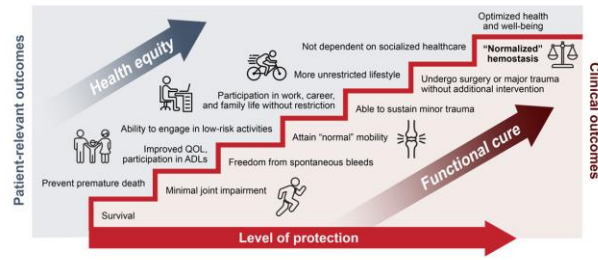 Optimized health
and well-being
Not dependent on socialized healthcare
"Normalized"
hemostasis
Health equity
More unrestricted lifestyle
Undergo surgery or major trauma
without additional intervention
Participation in work, career,
and family life without restriction
Able to sustain minor trauma
Ability to engage in low-risk activities
Attain "normal" mobility
Improved QOL,
participation in ADLs
Freedom from spontaneous bleeds
Prevent premature death
Minimal joint impairment
Survival
Functional cure
Level of protection
Patient-relevant outcomes
Clinical outcomes